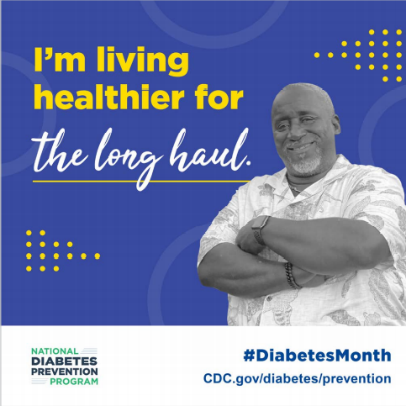 I'm living
healthier for
the long haul.
NATIONAL
DIABETES
PREVENTION
PROGRAM
#DiabetesMonth
CDC.gov/diabetes/prevention